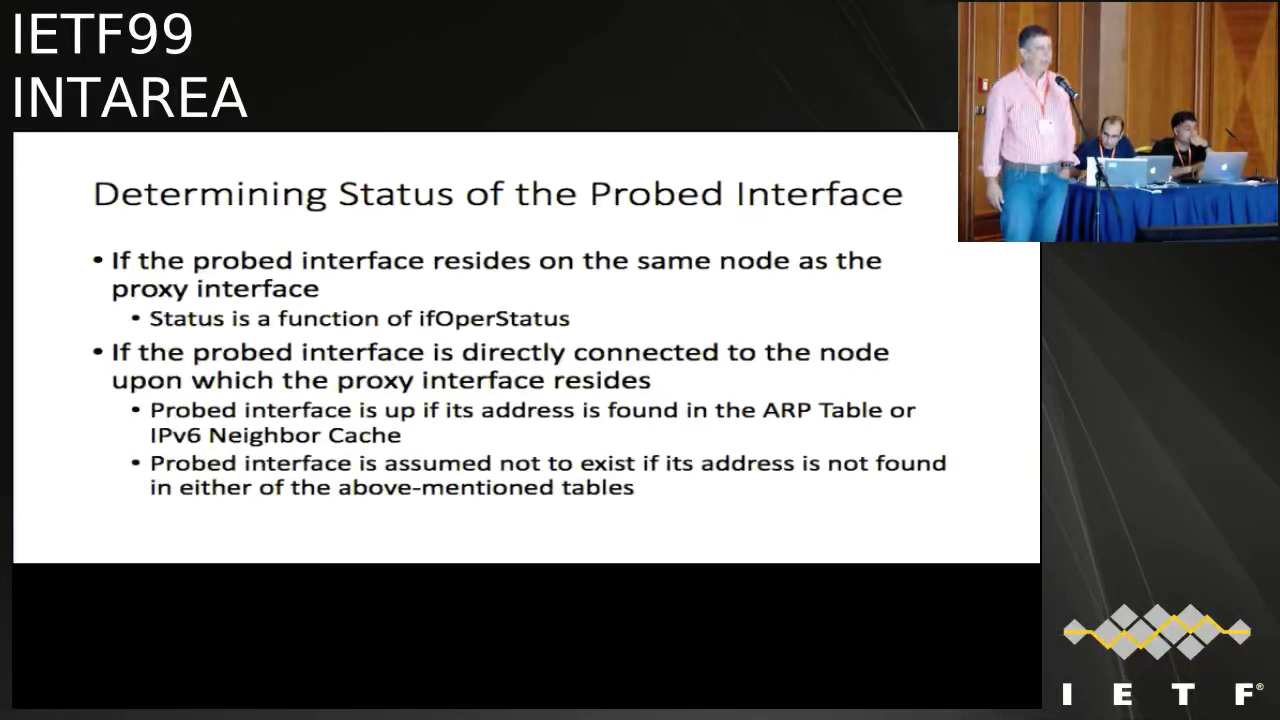 IETF99
INTAREA
Determining Status of the Probed Interface
• If the probed interface resides on the same node as the
proxy interface
• Status is a function of ifOperStatus
• If the probed interface is directly connected to the node
upon which the proxy interface resides
• Probed interface is up if its address is found in the ARP Table or
IPv6 Neighbor Cache
• Probed interface is assumed not to exist if its address is not found
in either of the above-mentioned tables
I E T F®